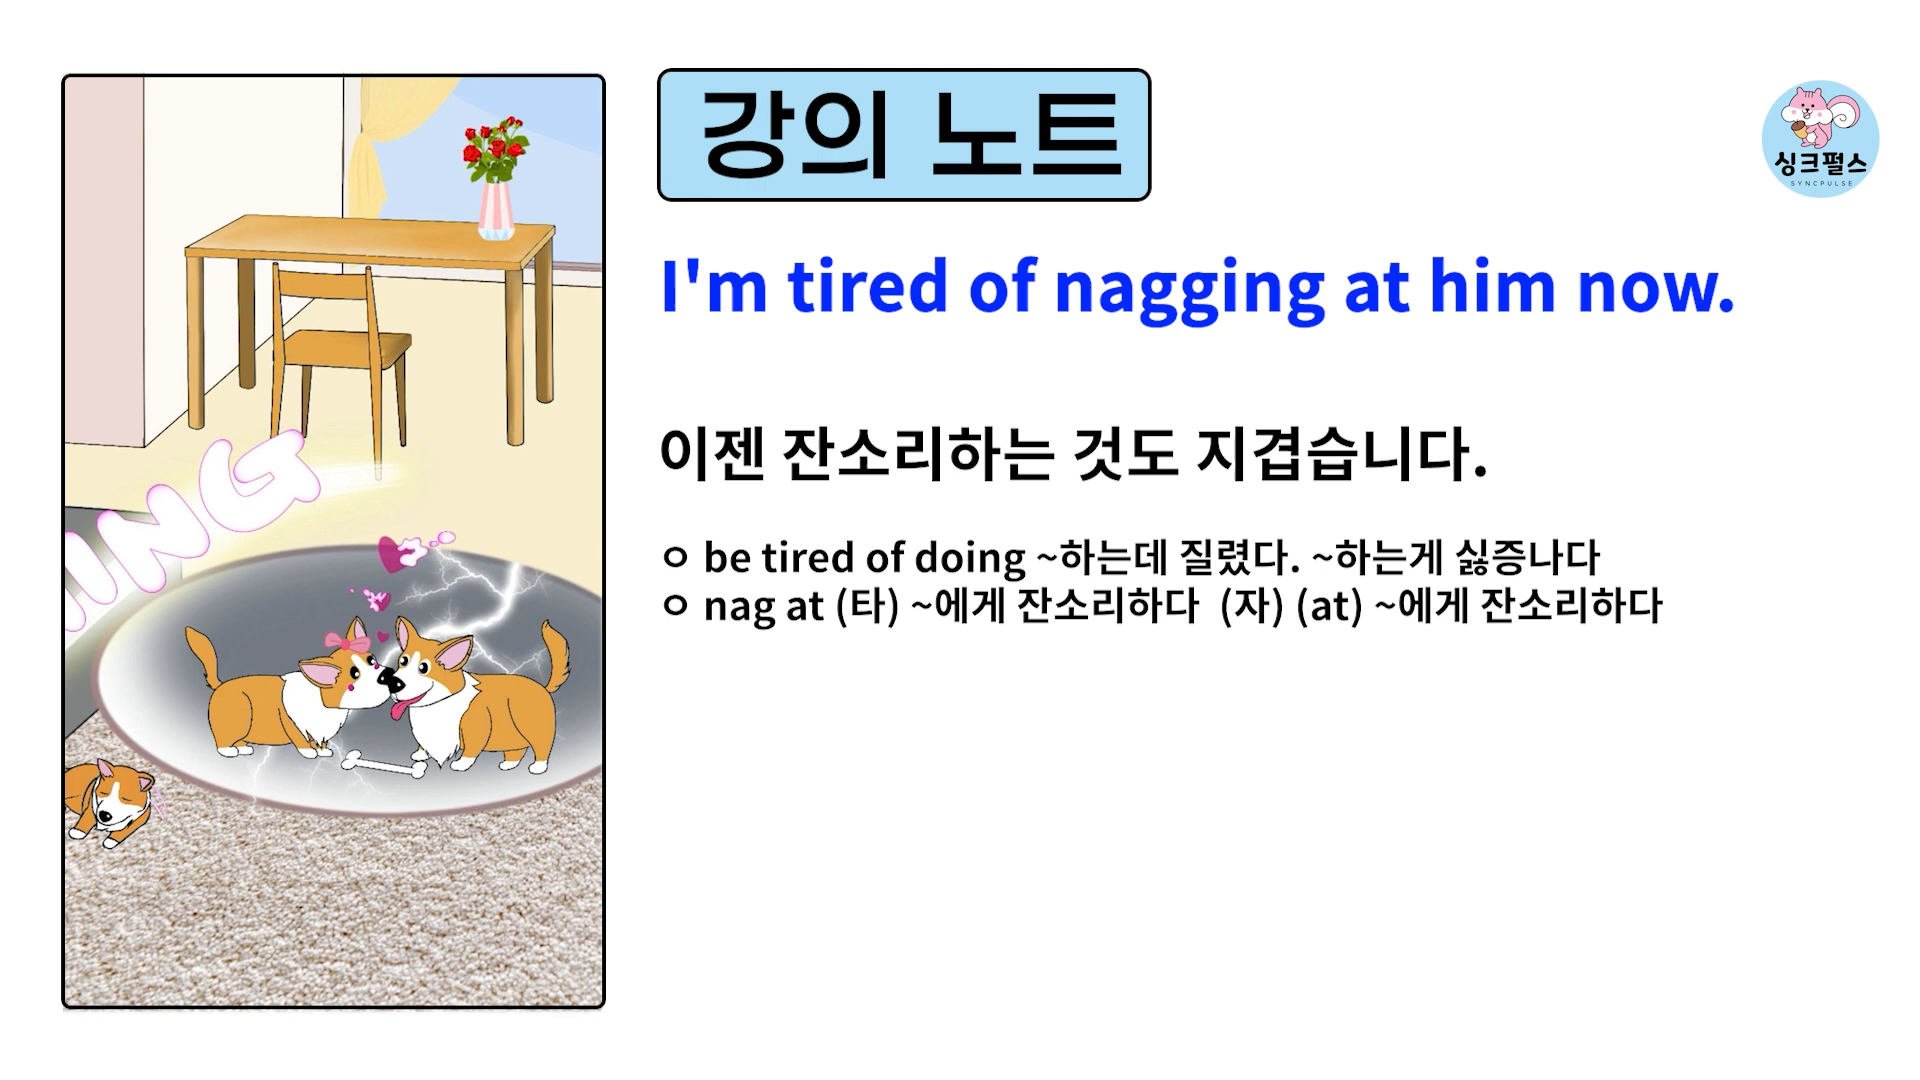 강의 노트
싱크펄스
SYNCPULSE
I'm tired of nagging at him now.
이젠 잔소리하는 것도 지겹습니다.
ㅇ be tired of doing ~하는데 질렸다. ~하는게 싫증나다
ㅇ nag at (타) ~에게 잔소리하다 (자) (at) ~에게 잔소리하다
ING